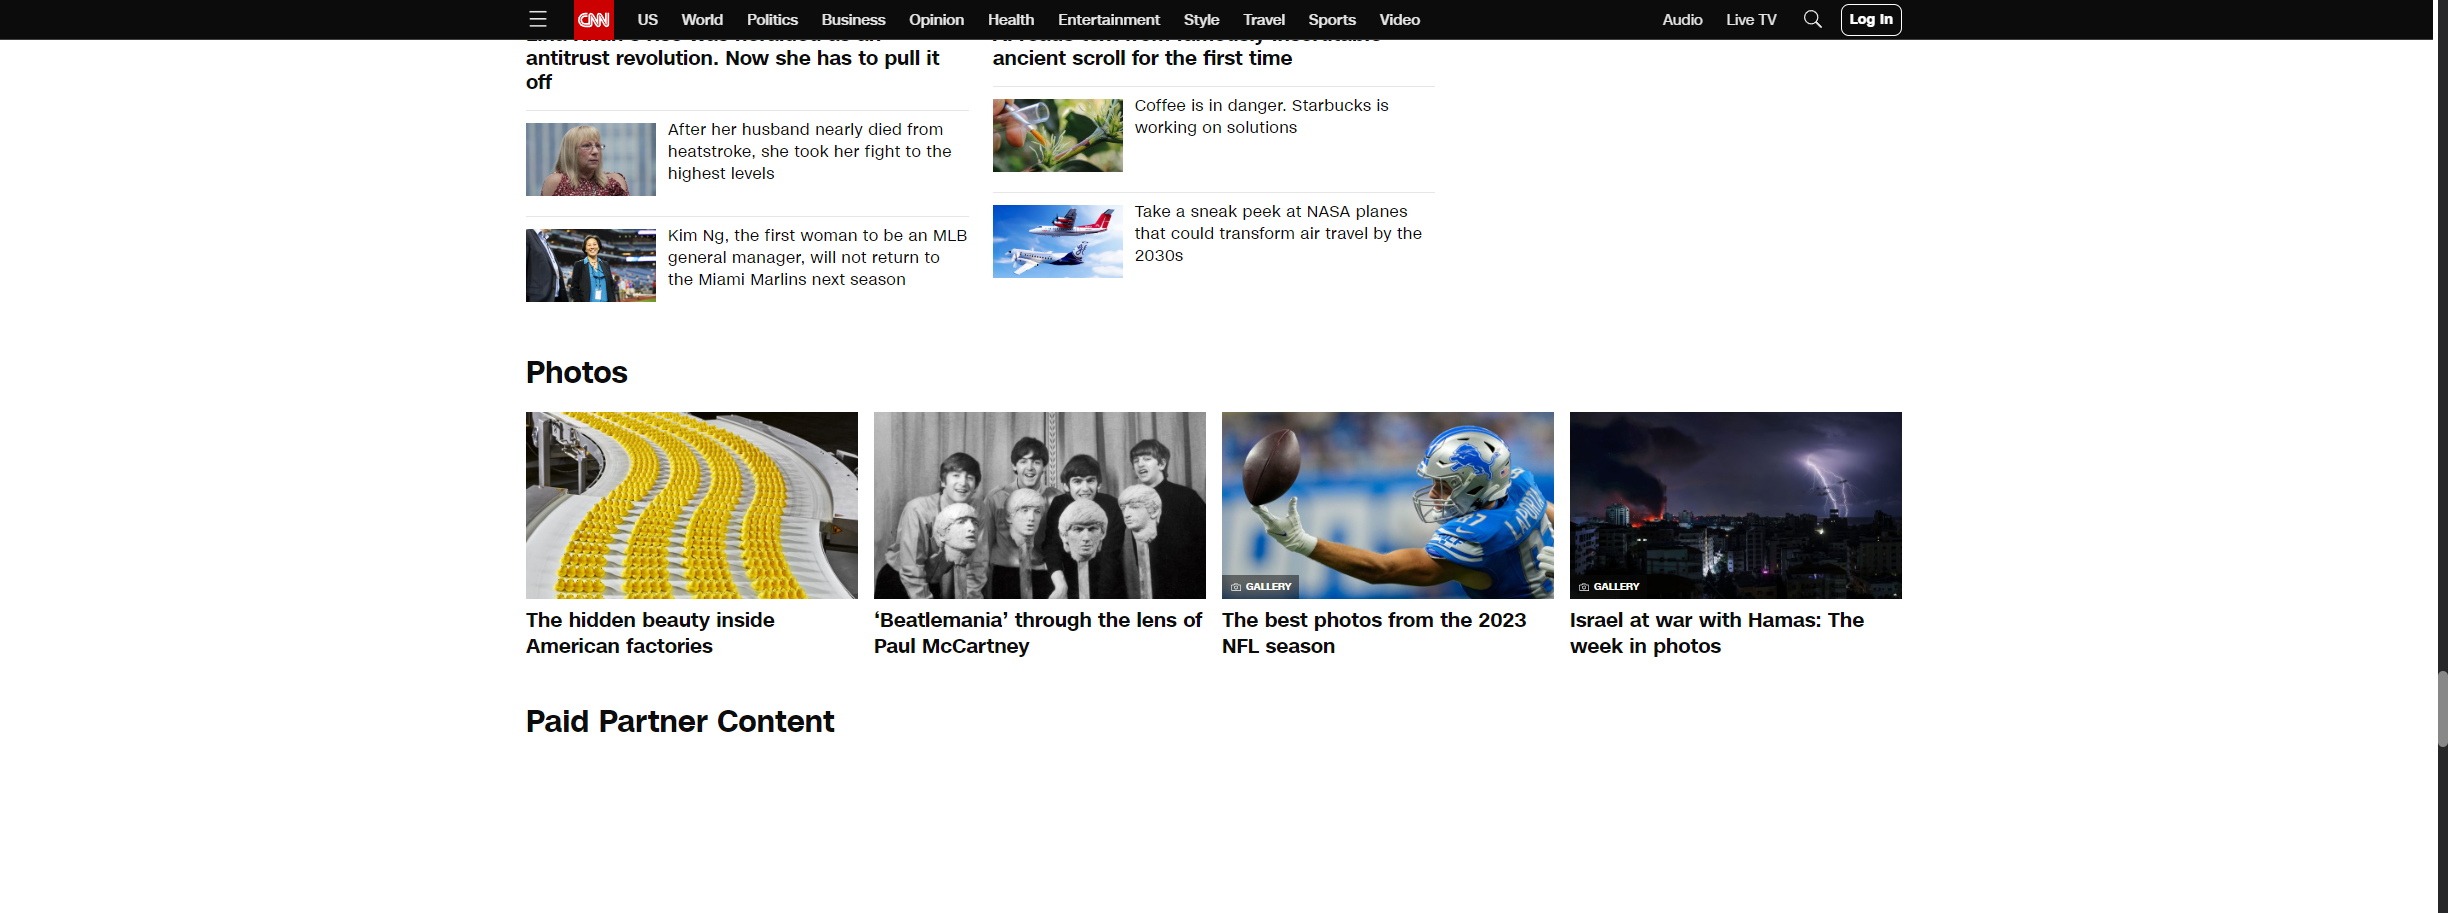 CNN US World Politics Business Opinion Health Entertainment Style Travel Sports Video Audio Live TV Log In
antitrust revolution. Now she has to pull it
off
After her husband nearly died from
heatstroke, she took her fight to the
highest levels
Kim Ng, the first woman to be an MLB
general manager, will not return to
the Miami Marlins next season
ancient scroll for the first time
Coffee is in danger. Starbucks is
working on solutions
Take a sneak peek at NASA planes
that could transform air travel by the
2030s
Photos
The hidden beauty inside
American factories
‘Beatlemania’ through the lens of
Paul McCartney
LAPORTA
87
GALLERY
The best photos from the 2023
NFL season
GALLERY
Israel at war with Hamas: The
week in photos
Paid Partner Content